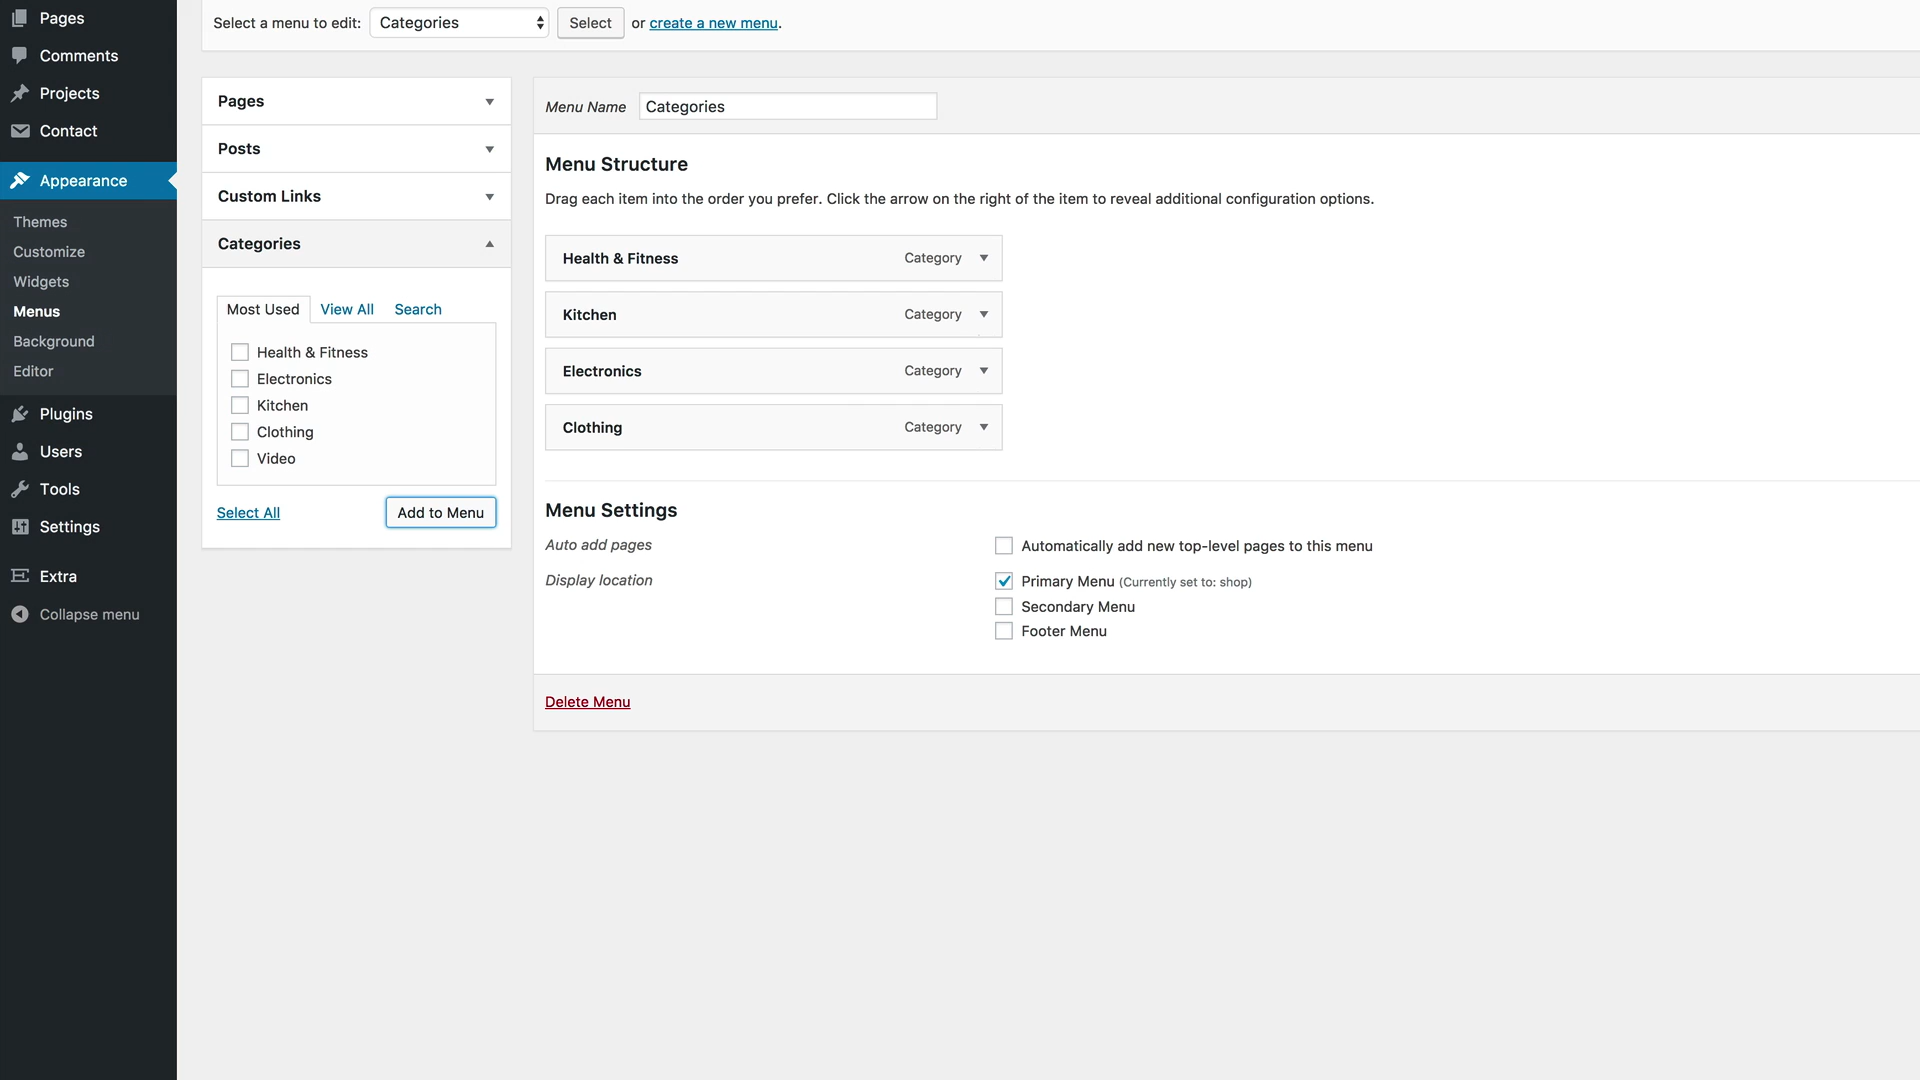 Pages
Comments
Projects
Contact
Appearance
Themes
Customize
Widgets
Menus
Background
Editor
Plugins
Users
Tools
Settings
Extra
Collapse menu
Select a menu to edit: Categories Select or create a new menu.
Pages
Posts
Custom Links
Categories
Most Used View All Search
Health & Fitness
Electronics
Kitchen
Clothing
Video
Select All Add to Menu
Menu Name Categories
Menu Structure
Drag each item into the order you prefer. Click the arrow on the right of the item to reveal additional configuration options.
Health & Fitness Category
Kitchen Category
Electronics Category
Clothing Category
Menu Settings
Auto add pages Automatically add new top-level pages to this menu
Display location Primary Menu (Currently set to: shop)
Secondary Menu
Footer Menu
Delete Menu